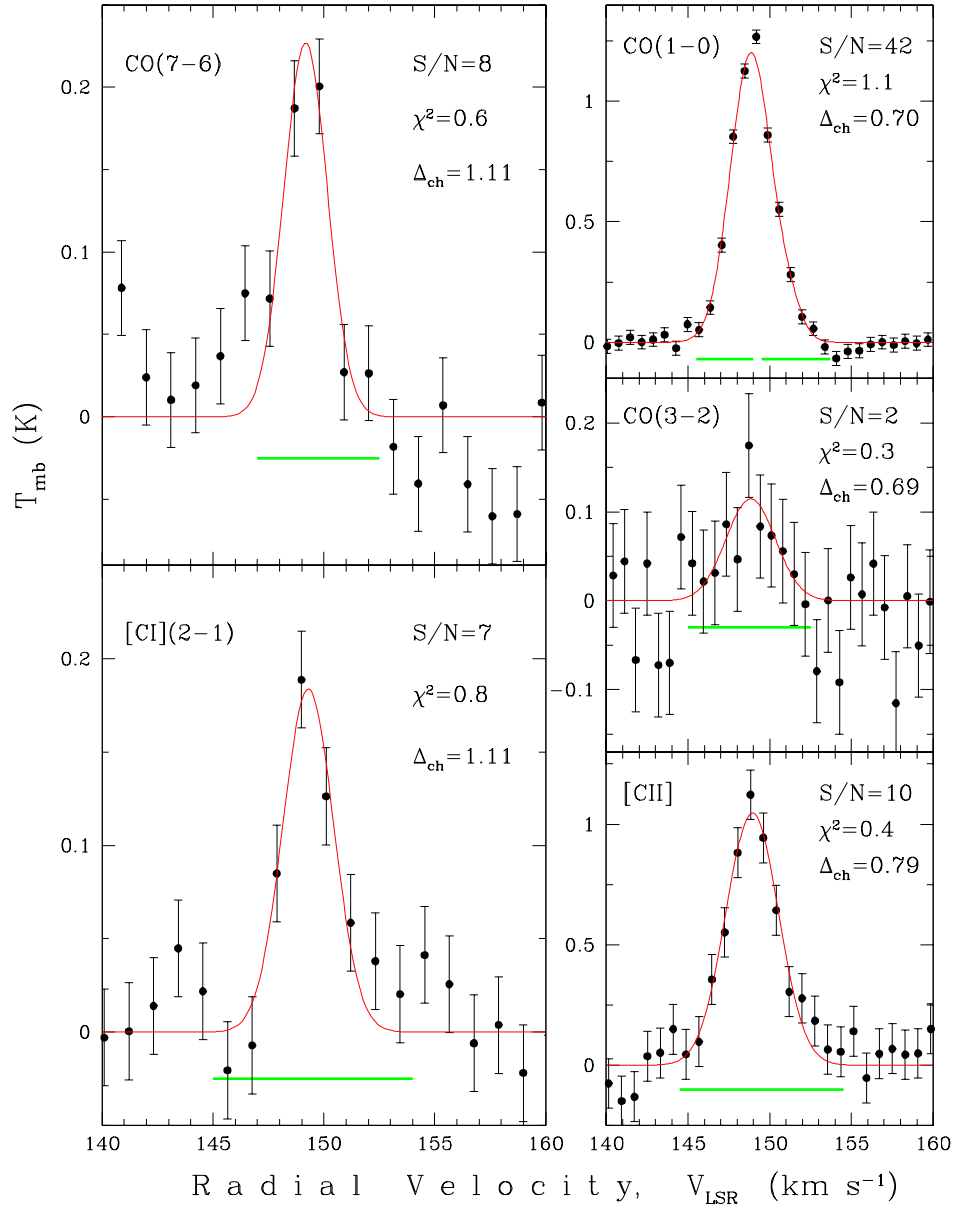 CO(7−6)
S/N=8
χ²=0.6
Δch=1.11
0.2
0.1
0
[CI](2−1)
S/N=7
χ²=0.8
Δch=1.11
0.2
0.1
0
140 145 150 155 160
CO(1−0)
S/N=42
χ²=1.1
Δch=0.70
1
0.5
0
CO(3−2)
S/N=2
χ²=0.3
Δch=0.69
0.2
0.1
0
−0.1
[CII]
S/N=10
χ²=0.4
Δch=0.79
1
0.5
0
140 145 150 155 160
Tmb (K)
Radial Velocity, VLSR (km s⁻¹)